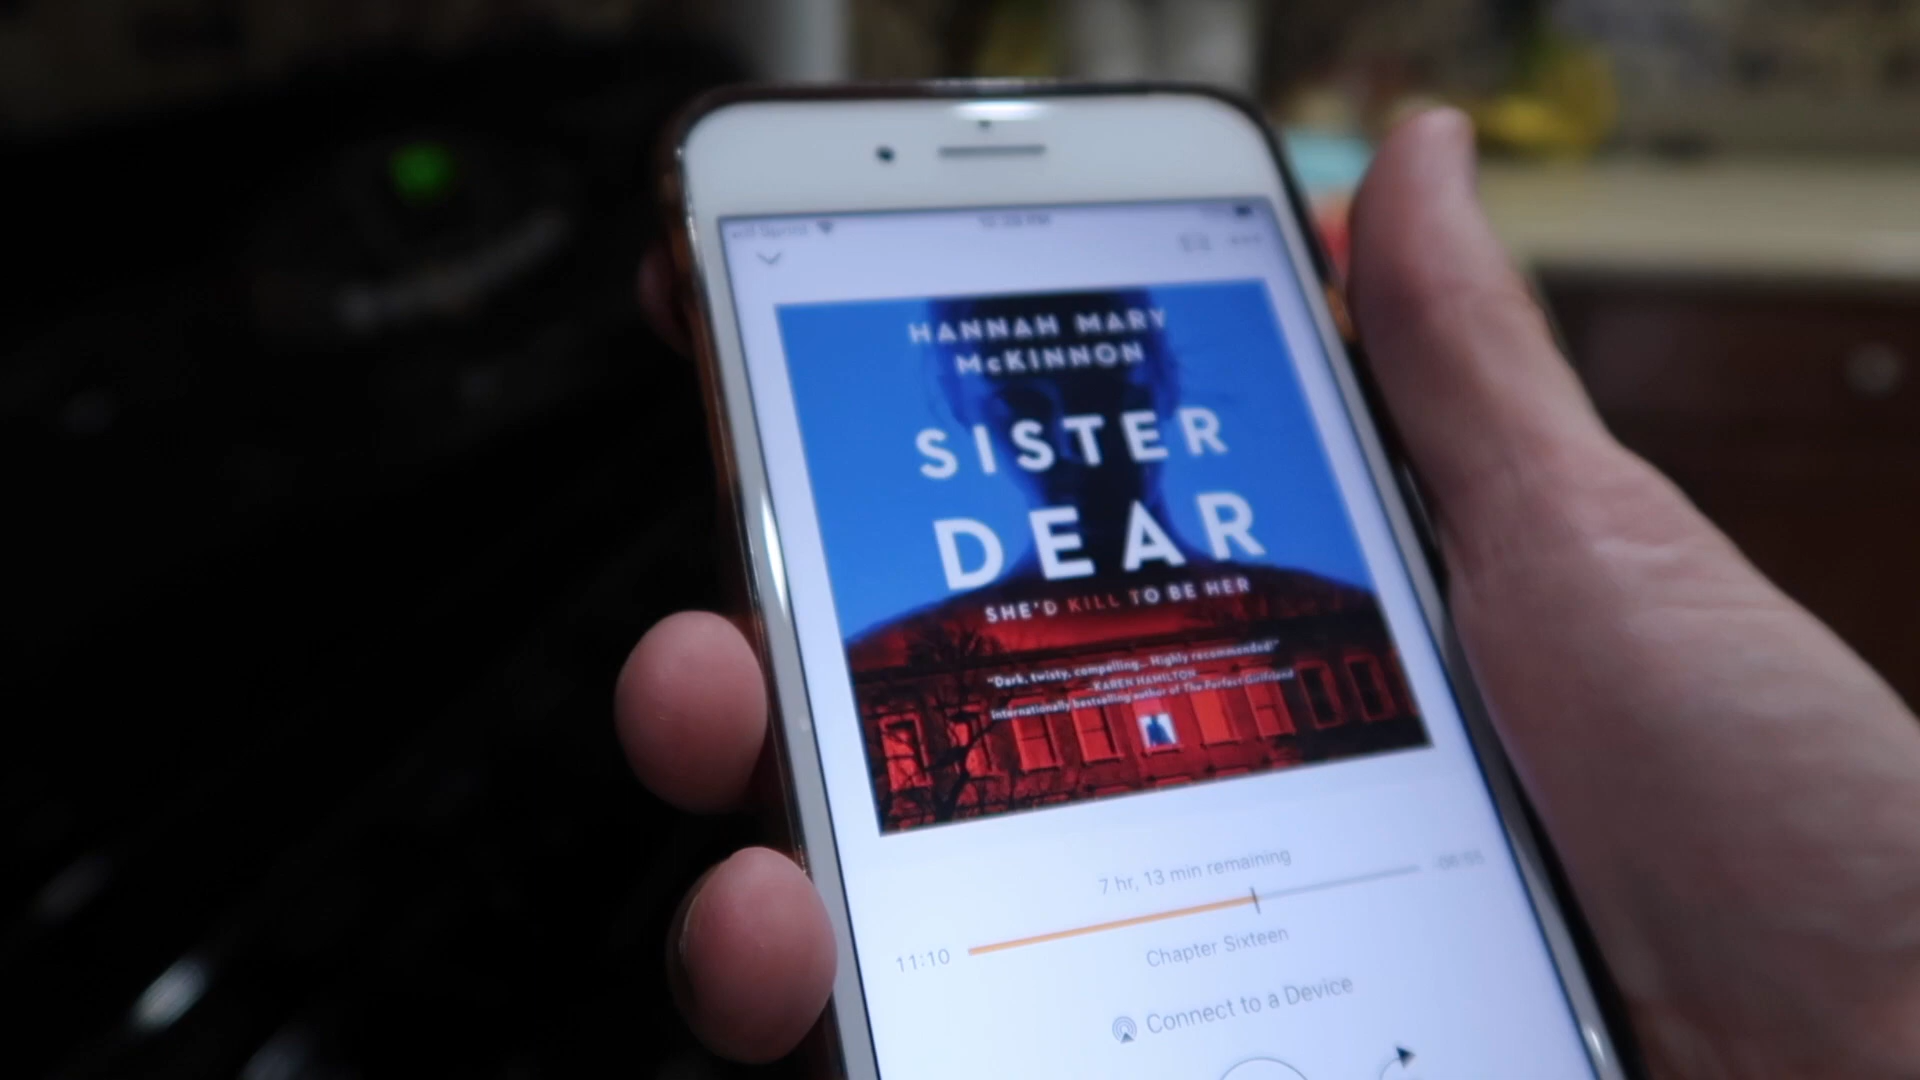 Sprint
HANNAH MARY
McKINNON
SISTER
DEAR
SHE'D KILL TO BE HER
"Dark, twisty, compelling... Highly recommended!"
—KAREN HAMILTON
Internationally bestselling author of The Perfect Girlfriend
7 hr, 13 min remaining
11:10
Chapter Sixteen
Connect to a Device